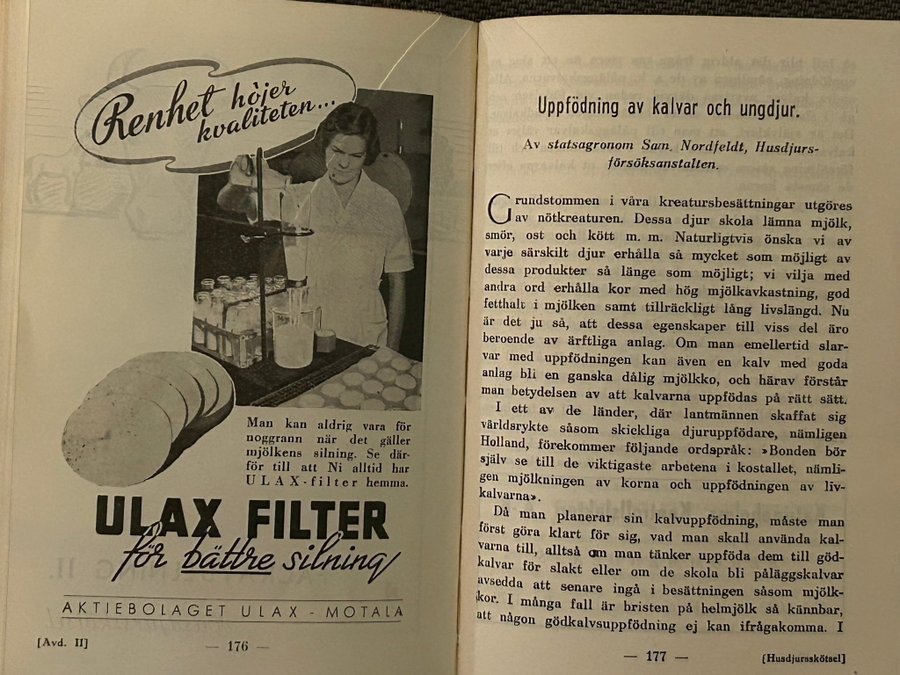 Renhet höjer
kvaliteten...
Man kan aldrig vara för
noggrann när det gäller
mjölkens silning. Se där-
för till att Ni alltid har
ULAX-filter hemma.
ULAX FILTER
för bättre silning
AKTIEBOLAGET ULAX - MOTALA
[Avd. II]
— 176 —
Uppfödning av kalvar och ungdjur.
Av statsagronom Sam. Nordfeldt, Husdjurs-
försöksanstalten.
Grundstommen i våra kreatursbesättningar utgöres
av nötkreaturen. Dessa djur skola lämna mjölk,
smör, ost och kött m. m. Naturligtvis önska vi av
varje särskilt djur erhålla så mycket som möjligt av
dessa produkter så länge som möjligt; vi vilja med
andra ord erhålla kor med hög mjölkavkastning, god
fetthalt i mjölken samt tillräckligt lång livslängd. Nu
är det ju så, att dessa egenskaper till viss del äro
beroende av ärftliga anlag. Om man emellertid slar-
var med uppfödningen kan även en kalv med goda
anlag bli en ganska dålig mjölkko, och härav förstår
man betydelsen av att kalvarna uppfödas på rätt sätt.
I ett av de länder, där lantmännen skaffat sig
världsrykte såsom skickliga djuruppfödare, nämligen
Holland, förekommer följande ordspråk: »Bonden bör
själv se till de viktigaste arbetena i kostallet, nämli-
gen mjölkningen av korna och uppfödningen av liv-
kalvarna».
Då man planerar sin kalvuppfödning, måste man
först göra klart för sig, vad man skall använda kal-
varna till, alltså om man tänker uppföda dem till göd-
kalvar för slakt eller om de skola bli påläggskalvar
avsedda att senare ingå i besättningen såsom mjölk-
kor. I många fall är bristen på helmjölk så kännbar,
att någon gödkalvsuppfödning ej kan ifrågakomma. I
— 177 —
[Husdjursskötsel]